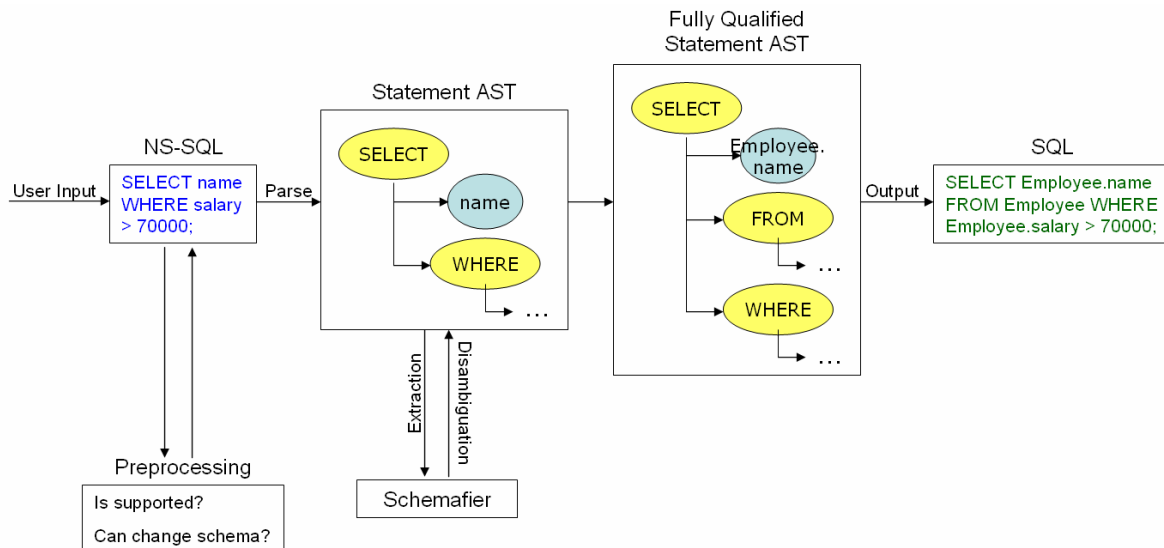 Fully Qualified
Statement AST
Statement AST
NS-SQL
SQL
User Input
SELECT name
WHERE salary
> 70000;
Parse
SELECT
name
WHERE
...
SELECT
Employee.
name
FROM
...
WHERE
...
Output
SELECT Employee.name
FROM Employee WHERE
Employee.salary > 70000;
Extraction
Disambiguation
Preprocessing
Is supported?
Can change schema?
Schemafier